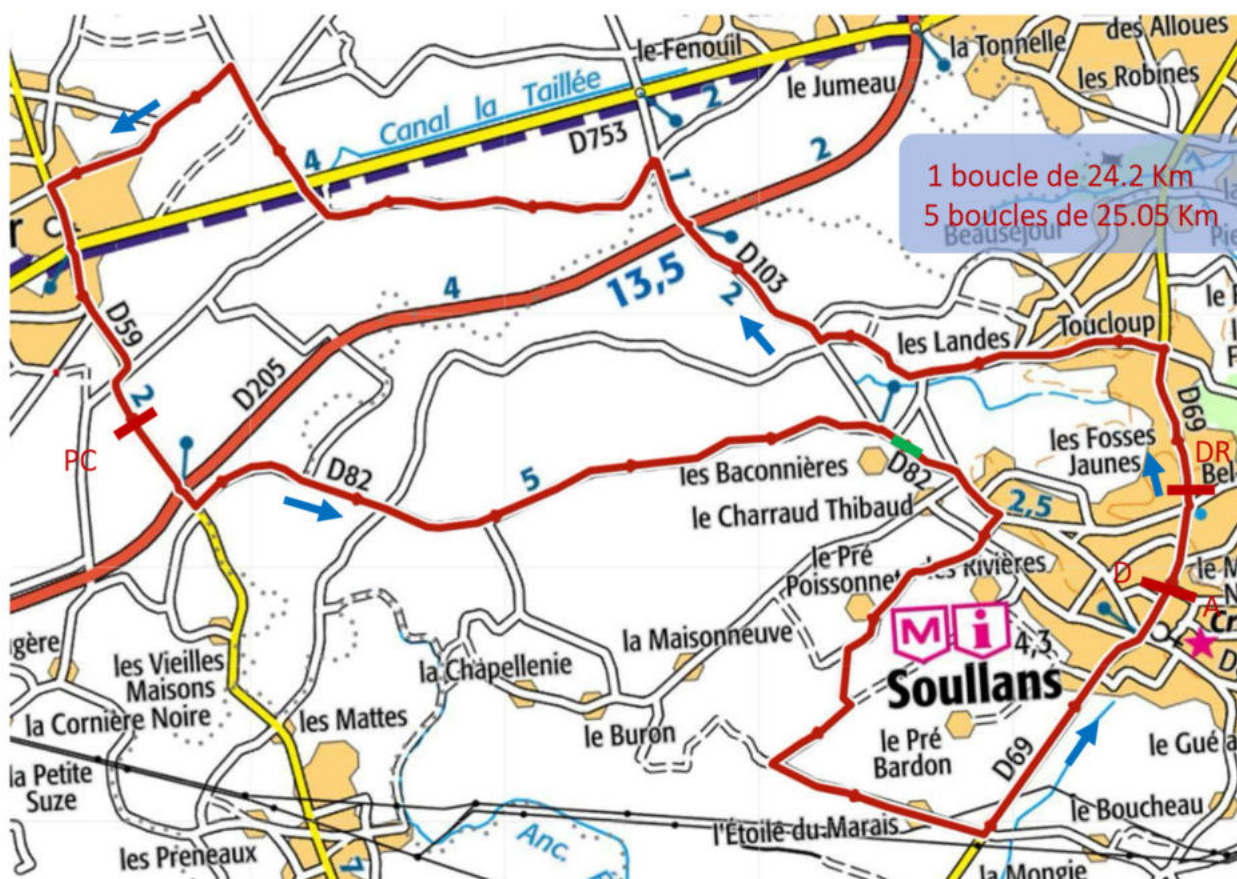 le Fenouil
la Tonnelle
des Alloues
les Robines
le Jumeau
Canal la Taillée
2
D753
2
4
1
1 boucle de 24.2 Km
5 boucles de 25.05 Km
Beauséjour
D103
13,5
2
4
D59
D205
2
PC
les Landes
Toucloup
D69
les Fosses
Jaunes
DR
D82
5
les Baconnières
D82
le Charraud Thibaud
2,5
le Pré
Poissonnet
les Rivières
D
A
M i
4,3
Soullans
la Maisonneuve
la Chapellenie
les Vieilles
Maisons
la Cornière Noire
les Mattes
le Buron
le Pré
Bardon
D69
la Petite
Suze
le Boucheau
l'Étoile du Marais
Anc.
les Preneaux
7
la Mongie